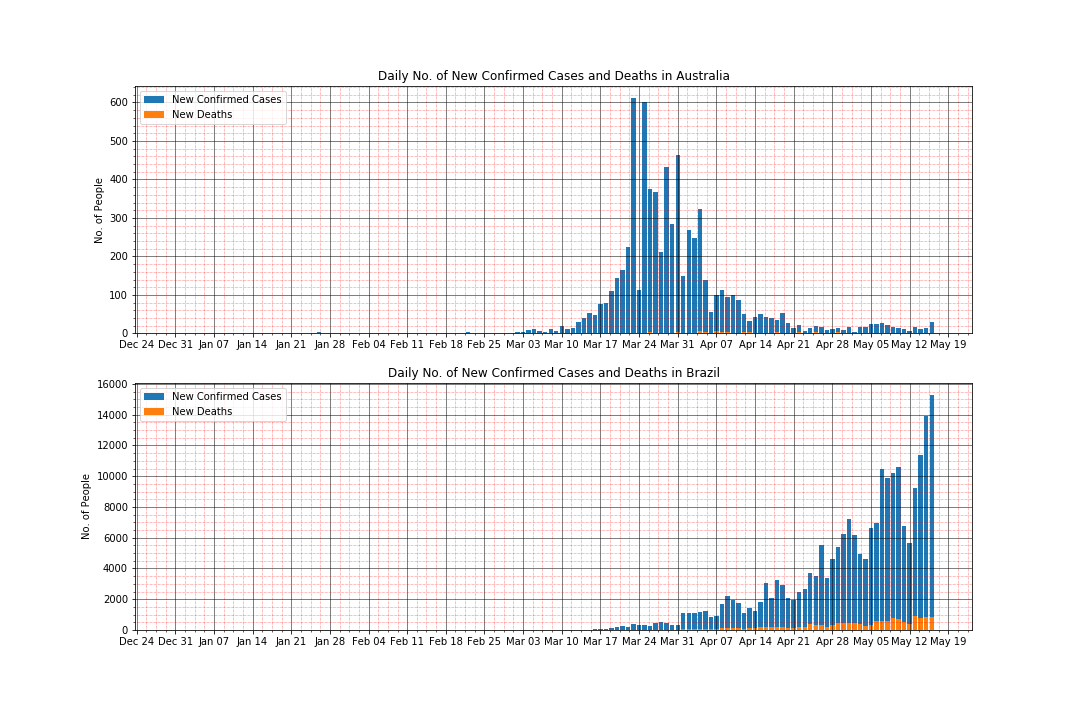 Daily No. of New Confirmed Cases and Deaths in Australia
New Confirmed Cases
New Deaths
No. of People
600
500
400
300
200
100
0
Dec 24 Dec 31 Jan 07 Jan 14 Jan 21 Jan 28 Feb 04 Feb 11 Feb 18 Feb 25 Mar 03 Mar 10 Mar 17 Mar 24 Mar 31 Apr 07 Apr 14 Apr 21 Apr 28 May 05 May 12 May 19
Daily No. of New Confirmed Cases and Deaths in Brazil
New Confirmed Cases
New Deaths
No. of People
16000
14000
12000
10000
8000
6000
4000
2000
0
Dec 24 Dec 31 Jan 07 Jan 14 Jan 21 Jan 28 Feb 04 Feb 11 Feb 18 Feb 25 Mar 03 Mar 10 Mar 17 Mar 24 Mar 31 Apr 07 Apr 14 Apr 21 Apr 28 May 05 May 12 May 19